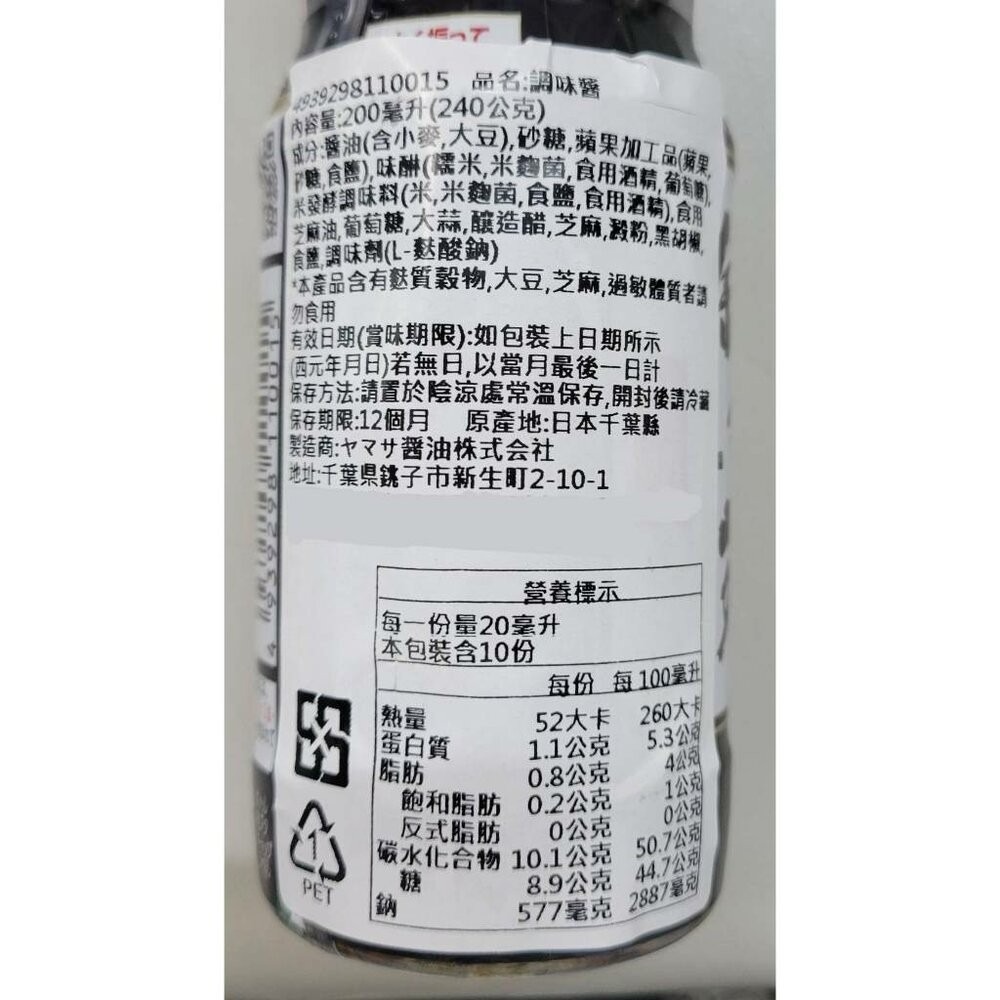 振って
4939298110015 品名:調味醬
內容量:200毫升(240公克)
成分:醬油(含小麥,大豆),砂糖,蘋果加工品(蘋果,
砂糖,食鹽),味醂(糯米,米麴菌,食用酒精,葡萄糖),
米發酵調味料(米,米麴菌,食鹽,食用酒精),食用
芝麻油,葡萄糖,大蒜,釀造醋,芝麻,澱粉,黑胡椒,
食鹽,調味劑(L-麩酸鈉)
*本產品含有麩質穀物,大豆,芝麻,過敏體質者請
勿食用
有效日期(賞味期限):如包裝上日期所示
(西元年月日)若無日,以當月最後一日計
保存方法:請置於陰涼處常溫保存,開封後請冷藏
保存期限:12個月 原產地:日本千葉縣
製造商:ヤマサ醤油株式会社
地址:千葉県銚子市新生町2-10-1
營養標示
每一份量20毫升
本包裝含10份
每份 每100毫升
熱量 52大卡 260大卡
蛋白質 1.1公克 5.3公克
脂肪 0.8公克 4公克
飽和脂肪 0.2公克 1公克
反式脂肪 0公克 0公克
碳水化合物 10.1公克 50.7公克
糖 8.9公克 44.7公克
鈉 577毫克 2887毫克
1
PET